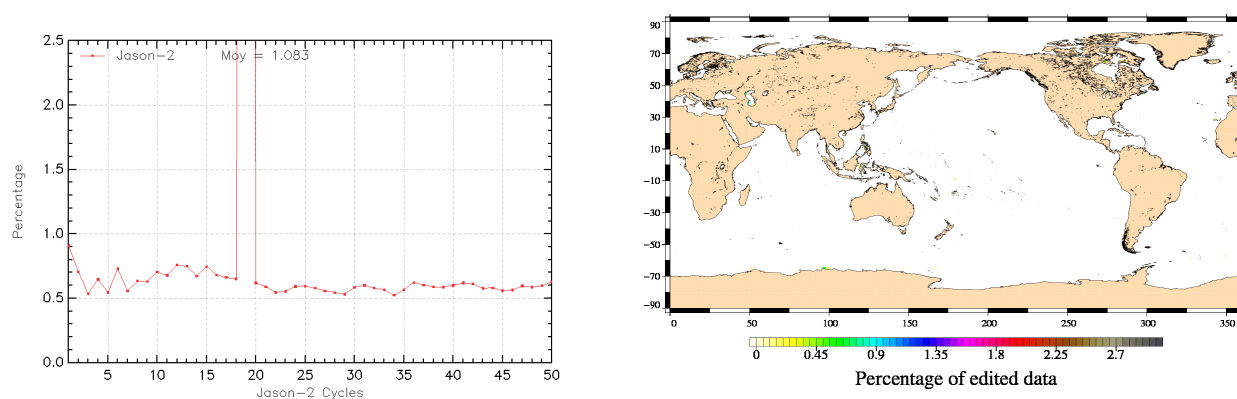 2.5
2.0
1.5
1.0
0.5
0.0
Percentage
Jason-2
Moy = 1.083
5 10 15 20 25 30 35 40 45 50
Jason-2 Cycles
90
70
50
30
10
-10
-30
-50
-70
-90
0 50 100 150 200 250 300 350
0 0.45 0.9 1.35 1.8 2.25 2.7
Percentage of edited data